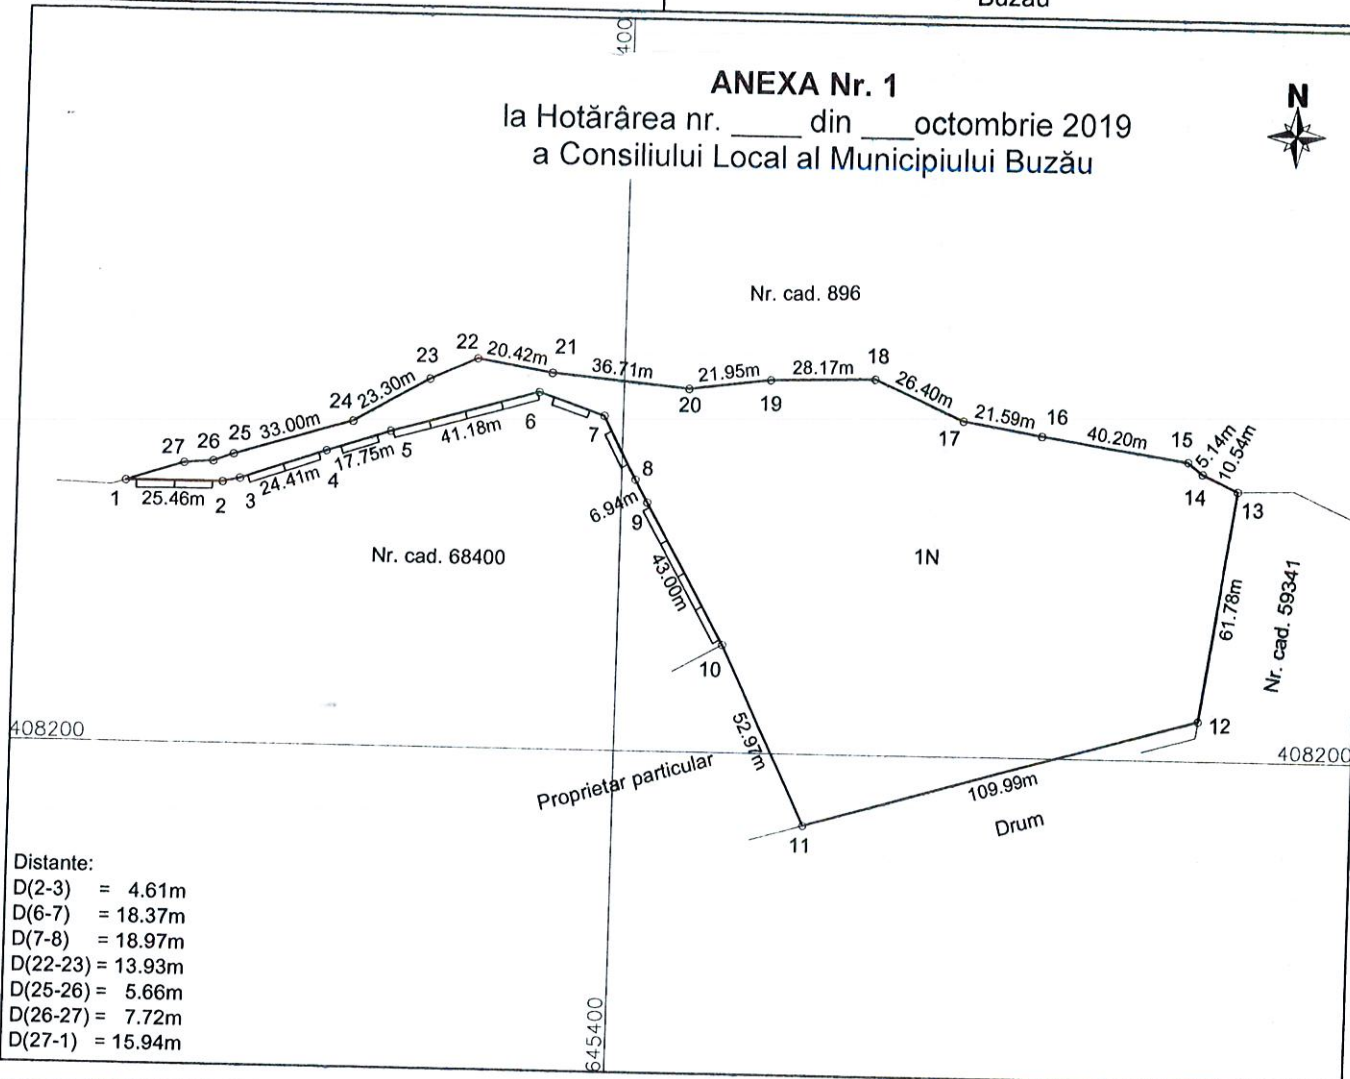 Buzău
400
ANEXA Nr. 1
la Hotărârea nr. _____ din ____octombrie 2019
a Consiliului Local al Municipiului Buzău
N
Nr. cad. 896
22
20.42m
21
36.71m
23
23.30m
24
21.95m
28.17m
18
26.40m
20
19
33.00m
25
26
27
17
21.59m
16
40.20m
15
5.14m
10.54m
14
13
1
25.46m
2
3
24.41m
4
17.75m
5
41.18m
6
7
8
6.94m
9
43.00m
Nr. cad. 68400
1N
61.78m
Nr. cad. 59341
10
52.97m
12
408200
408200
Proprietar particular
109.99m
Drum
11
Distante:
D(2-3) = 4.61m
D(6-7) = 18.37m
D(7-8) = 18.97m
D(22-23) = 13.93m
D(25-26) = 5.66m
D(26-27) = 7.72m
D(27-1) = 15.94m
645400